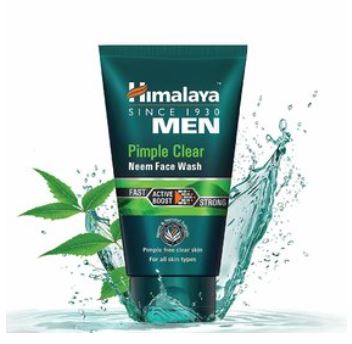 Himalaya
SINCE 1930
MEN
Pimple Clear
Neem Face Wash
FAST ACTIVE BOOST STRONG
Pimple free clear skin
For all skin types